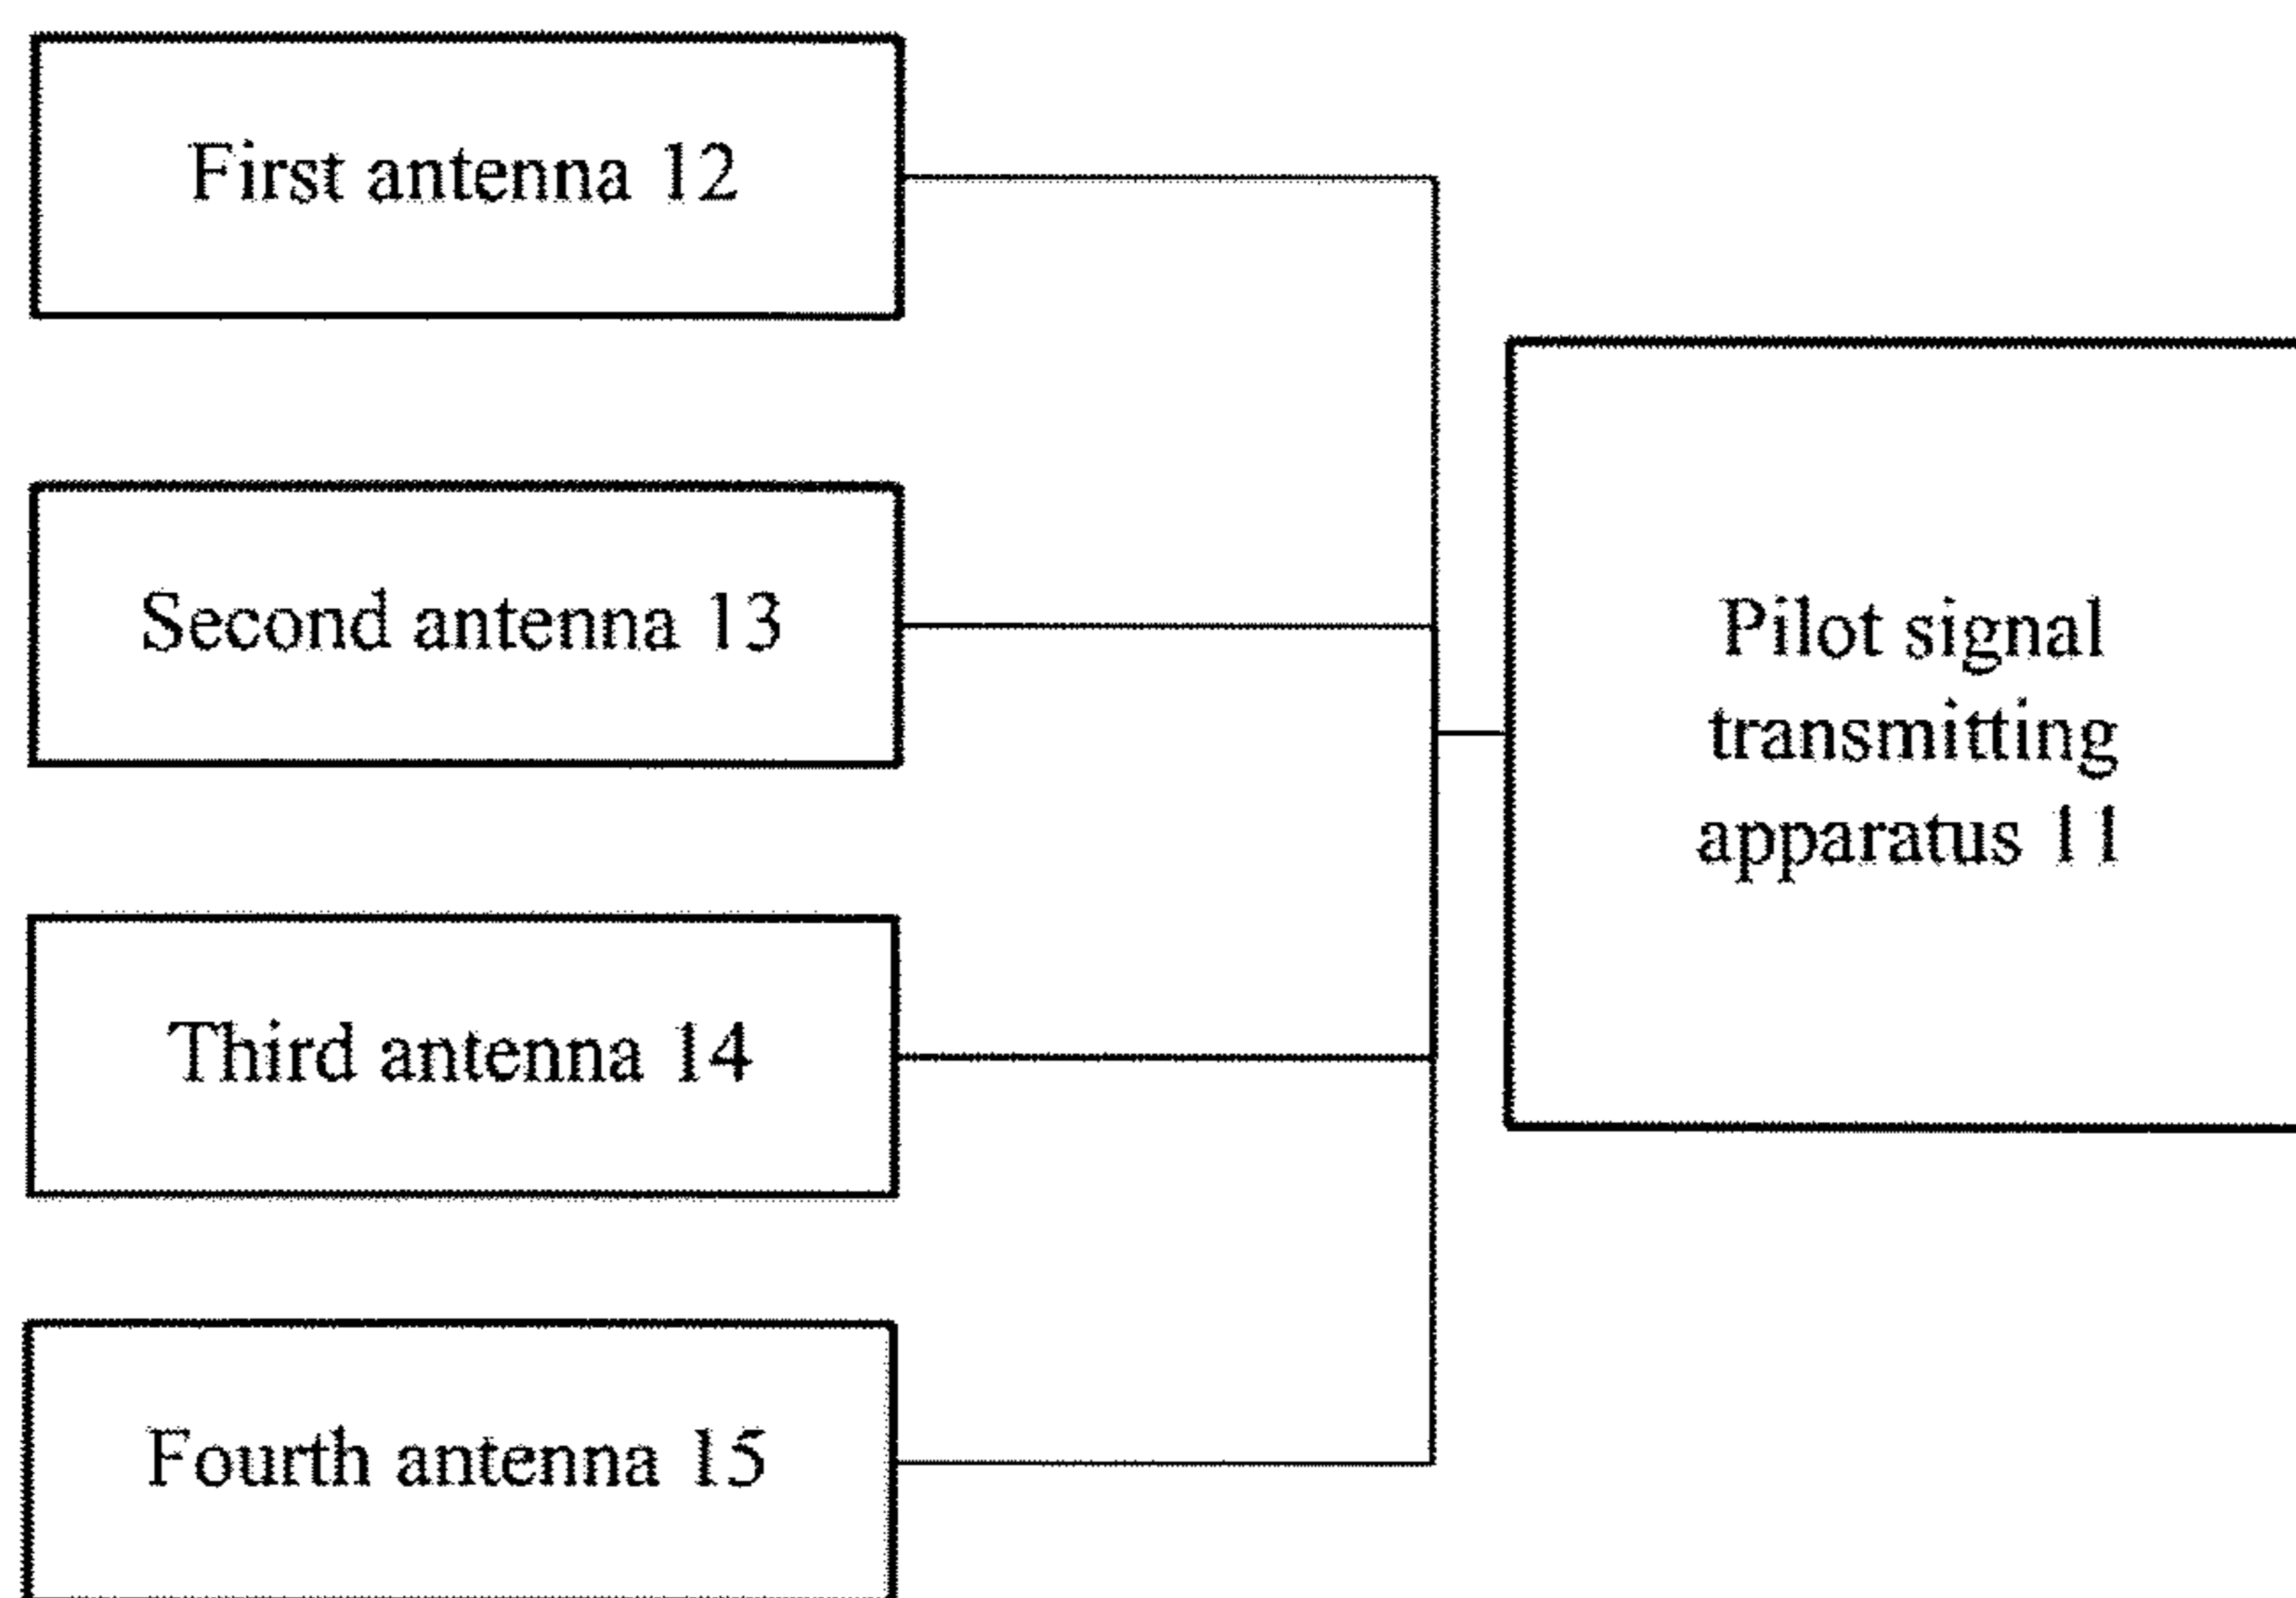 First antenna 12
Second antenna 13
Pilot signal
transmitting
apparatus 11
Third antenna 14
Fourth antenna 15